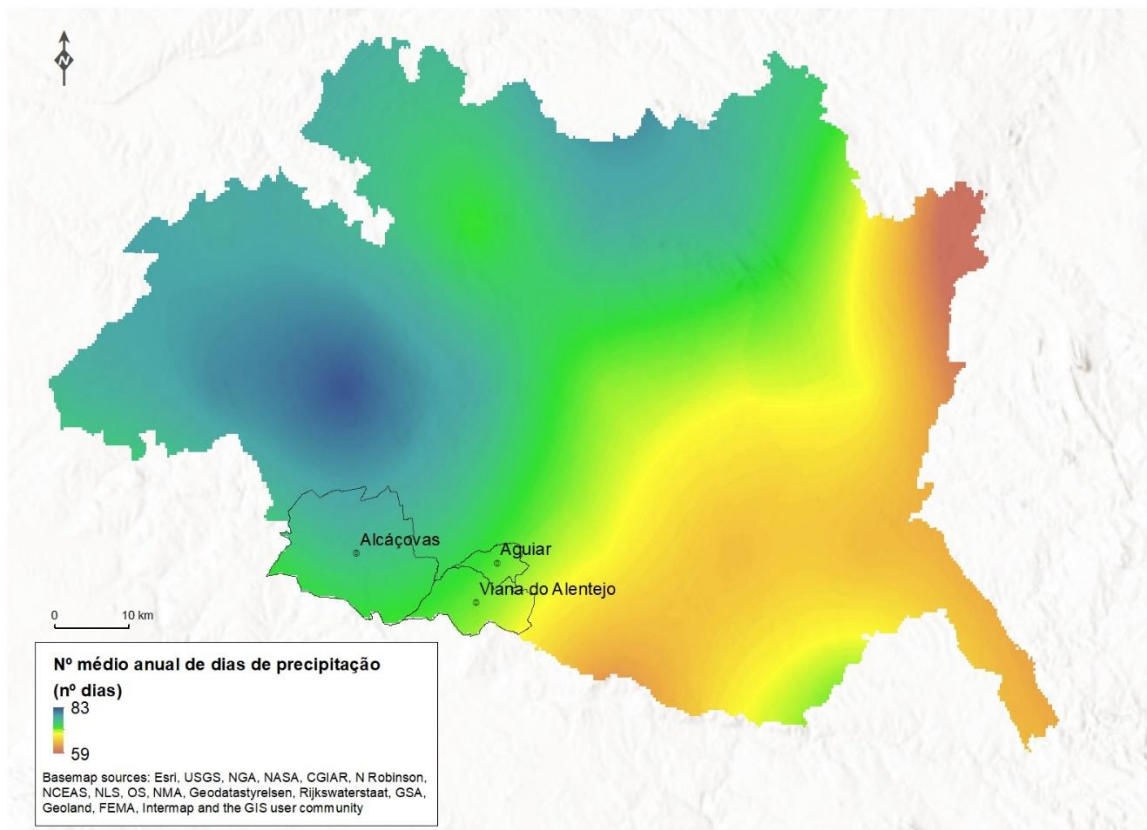 N
Alcáçovas
Aguiar
Viana do Alentejo
0 10 km
Nº médio anual de dias de precipitação
(nº dias)
83
59
Basemap sources: Esri, USGS, NGA, NASA, CGIAR, N Robinson,
NCEAS, NLS, OS, NMA, Geodatastyrelsen, Rijkswaterstaat, GSA,
Geoland, FEMA, Intermap and the GIS user community